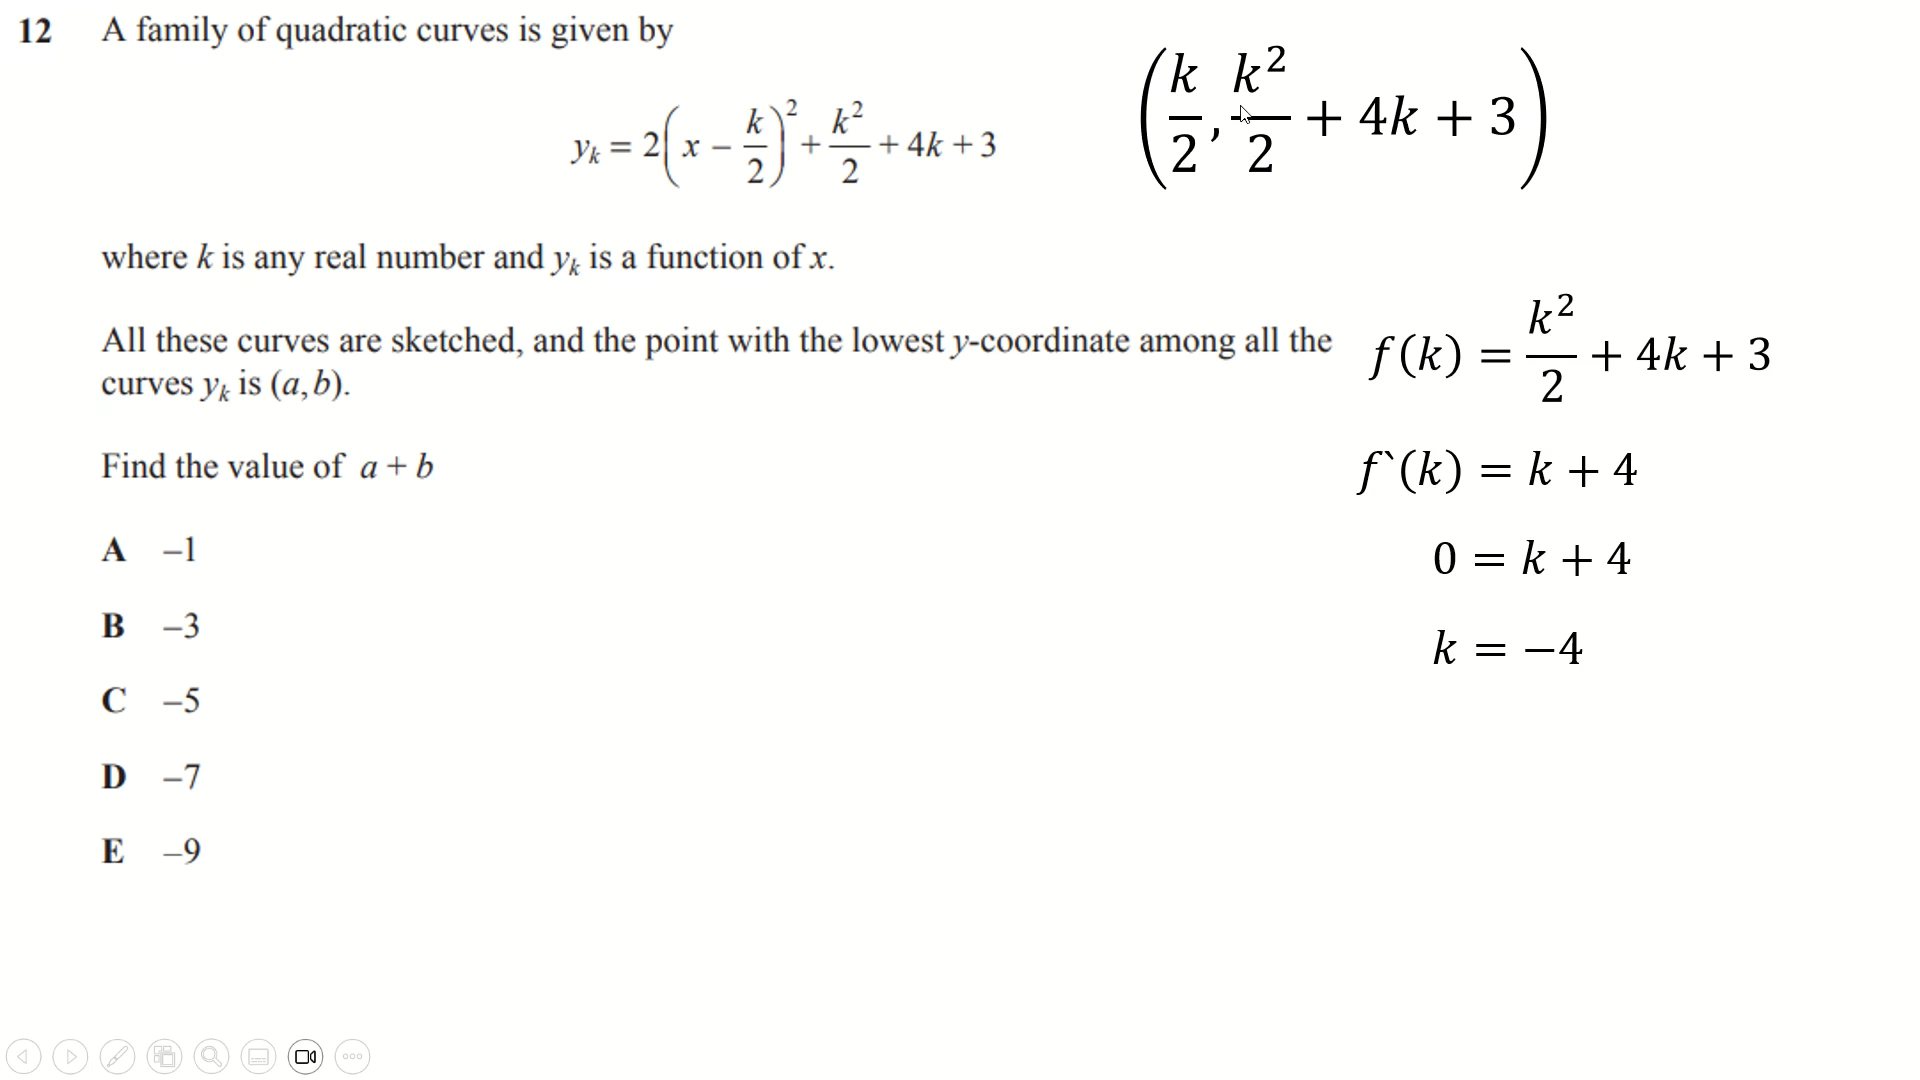 12 A family of quadratic curves is given by
y_k = 2(x − k/2)² + k²/2 + 4k + 3
where k is any real number and y_k is a function of x.
All these curves are sketched, and the point with the lowest y-coordinate among all the
curves y_k is (a, b).
Find the value of a + b
A –1
B –3
C –5
D –7
E –9
(k/2, k²/2 + 4k + 3)
f(k) = k²/2 + 4k + 3
f`(k) = k + 4
0 = k + 4
k = −4